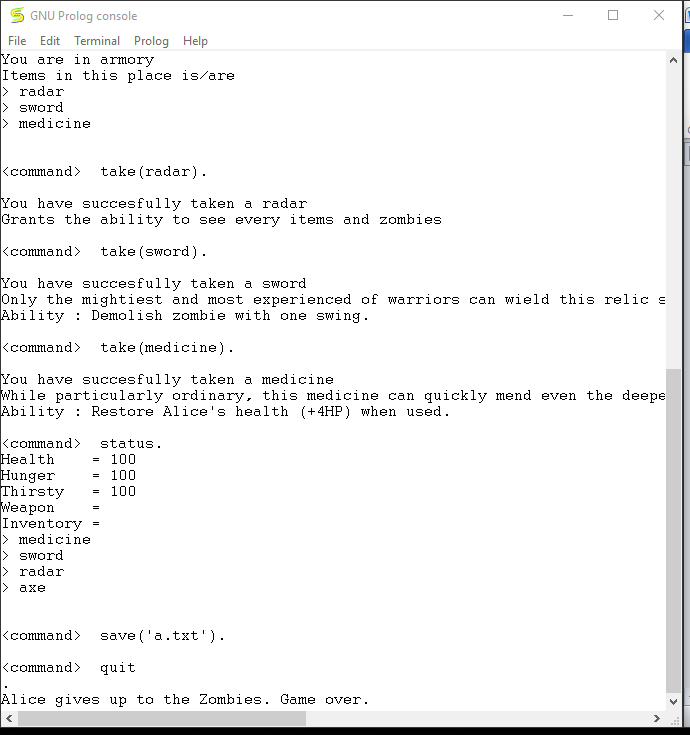 GNU Prolog console
File Edit Terminal Prolog Help
You are in armory
Items in this place is/are
> radar
> sword
> medicine
<command>  take(radar).
You have succesfully taken a radar
Grants the ability to see every items and zombies
<command>  take(sword).
You have succesfully taken a sword
Only the mightiest and most experienced of warriors can wield this relic s
Ability : Demolish zombie with one swing.
<command>  take(medicine).
You have succesfully taken a medicine
While particularly ordinary, this medicine can quickly mend even the deepe
Ability : Restore Alice's health (+4HP) when used.
<command>  status.
Health    = 100
Hunger    = 100
Thirsty   = 100
Weapon    =
Inventory =
> medicine
> sword
> radar
> axe
<command>  save('a.txt').
<command>  quit
.
Alice gives up to the Zombies. Game over.